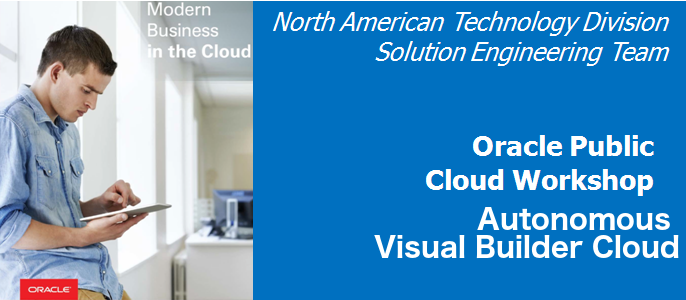 Modern
Business
in the Cloud
ORACLE
North American Technology Division
Solution Engineering Team
Oracle Public
Cloud Workshop
Autonomous
Visual Builder Cloud